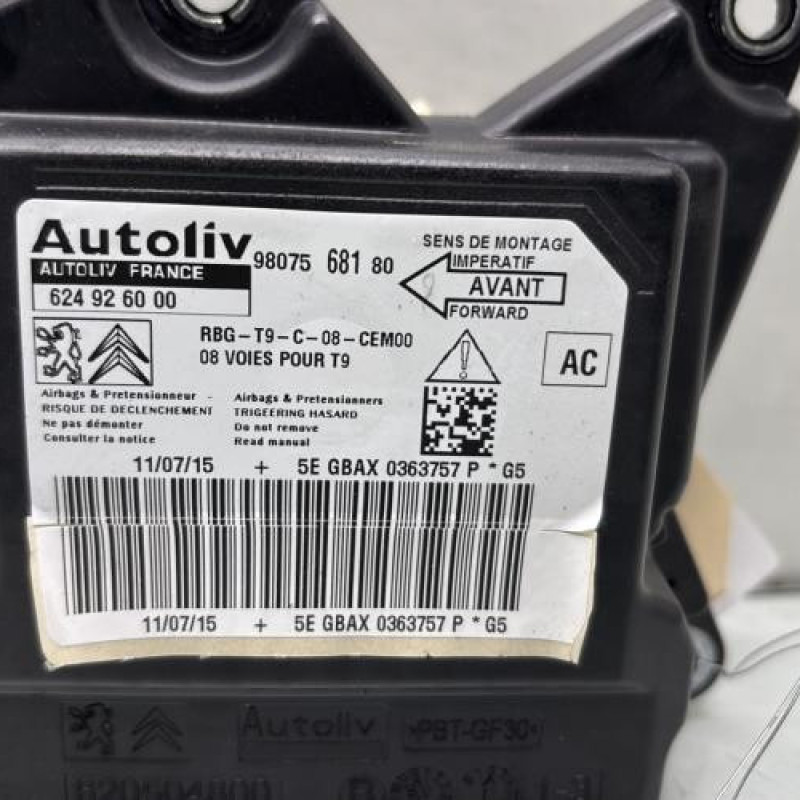 Autoliv
AUTOLIV FRANCE
624 92 60 00
98075 681 80
SENS DE MONTAGE
IMPERATIF
AVANT
FORWARD
RBG-T9-C-08-CEM00
08 VOIES POUR T9
AC
Airbags & Pretensionneur -
RISQUE DE DECLENCHEMENT
Ne pas démonter
Consulter la notice
Airbags & Pretensionners
TRIGEERING HASARD
Do not remove
Read manual
11/07/15 + 5E GBAX 0363757 P * G5
11/07/15 + 5E GBAX 0363757 P * G5
Autoliv
>PBT-GF30<